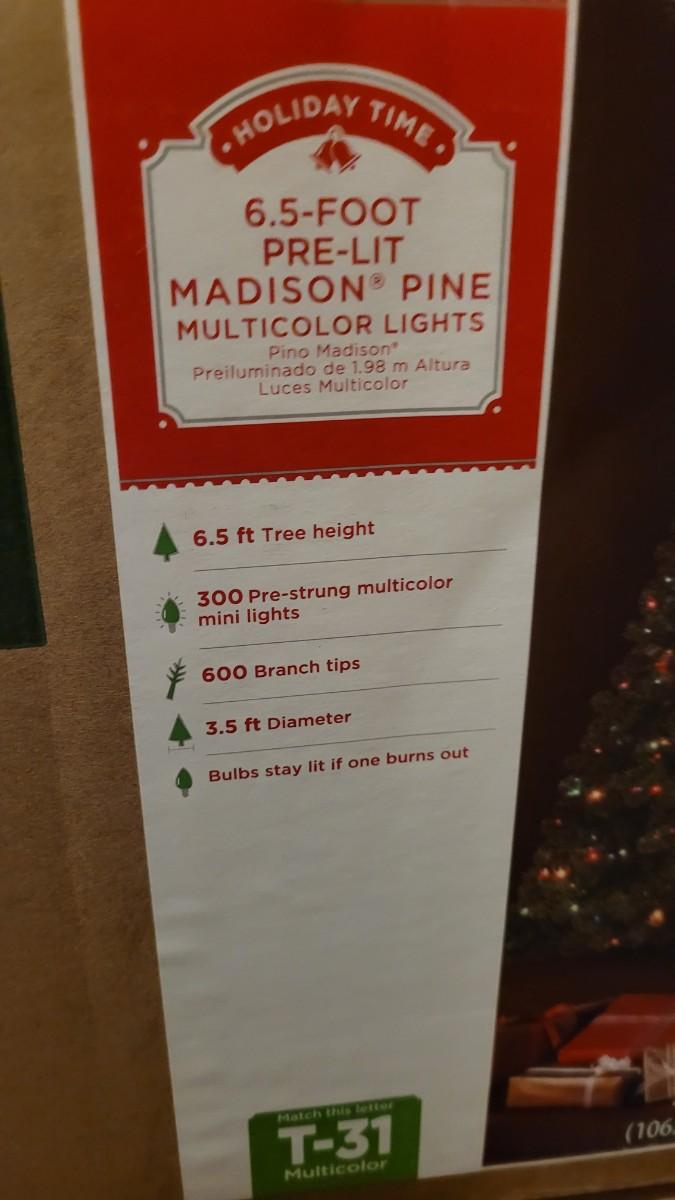 HOLIDAY TIME
6.5-FOOT
PRE-LIT
MADISON® PINE
MULTICOLOR LIGHTS
Pino Madison®
Preiluminado de 1.98 m Altura
Luces Multicolor
6.5 ft Tree height
300 Pre-strung multicolor
mini lights
600 Branch tips
3.5 ft Diameter
Bulbs stay lit if one burns out
Match this letter
T-31
Multicolor
(106.